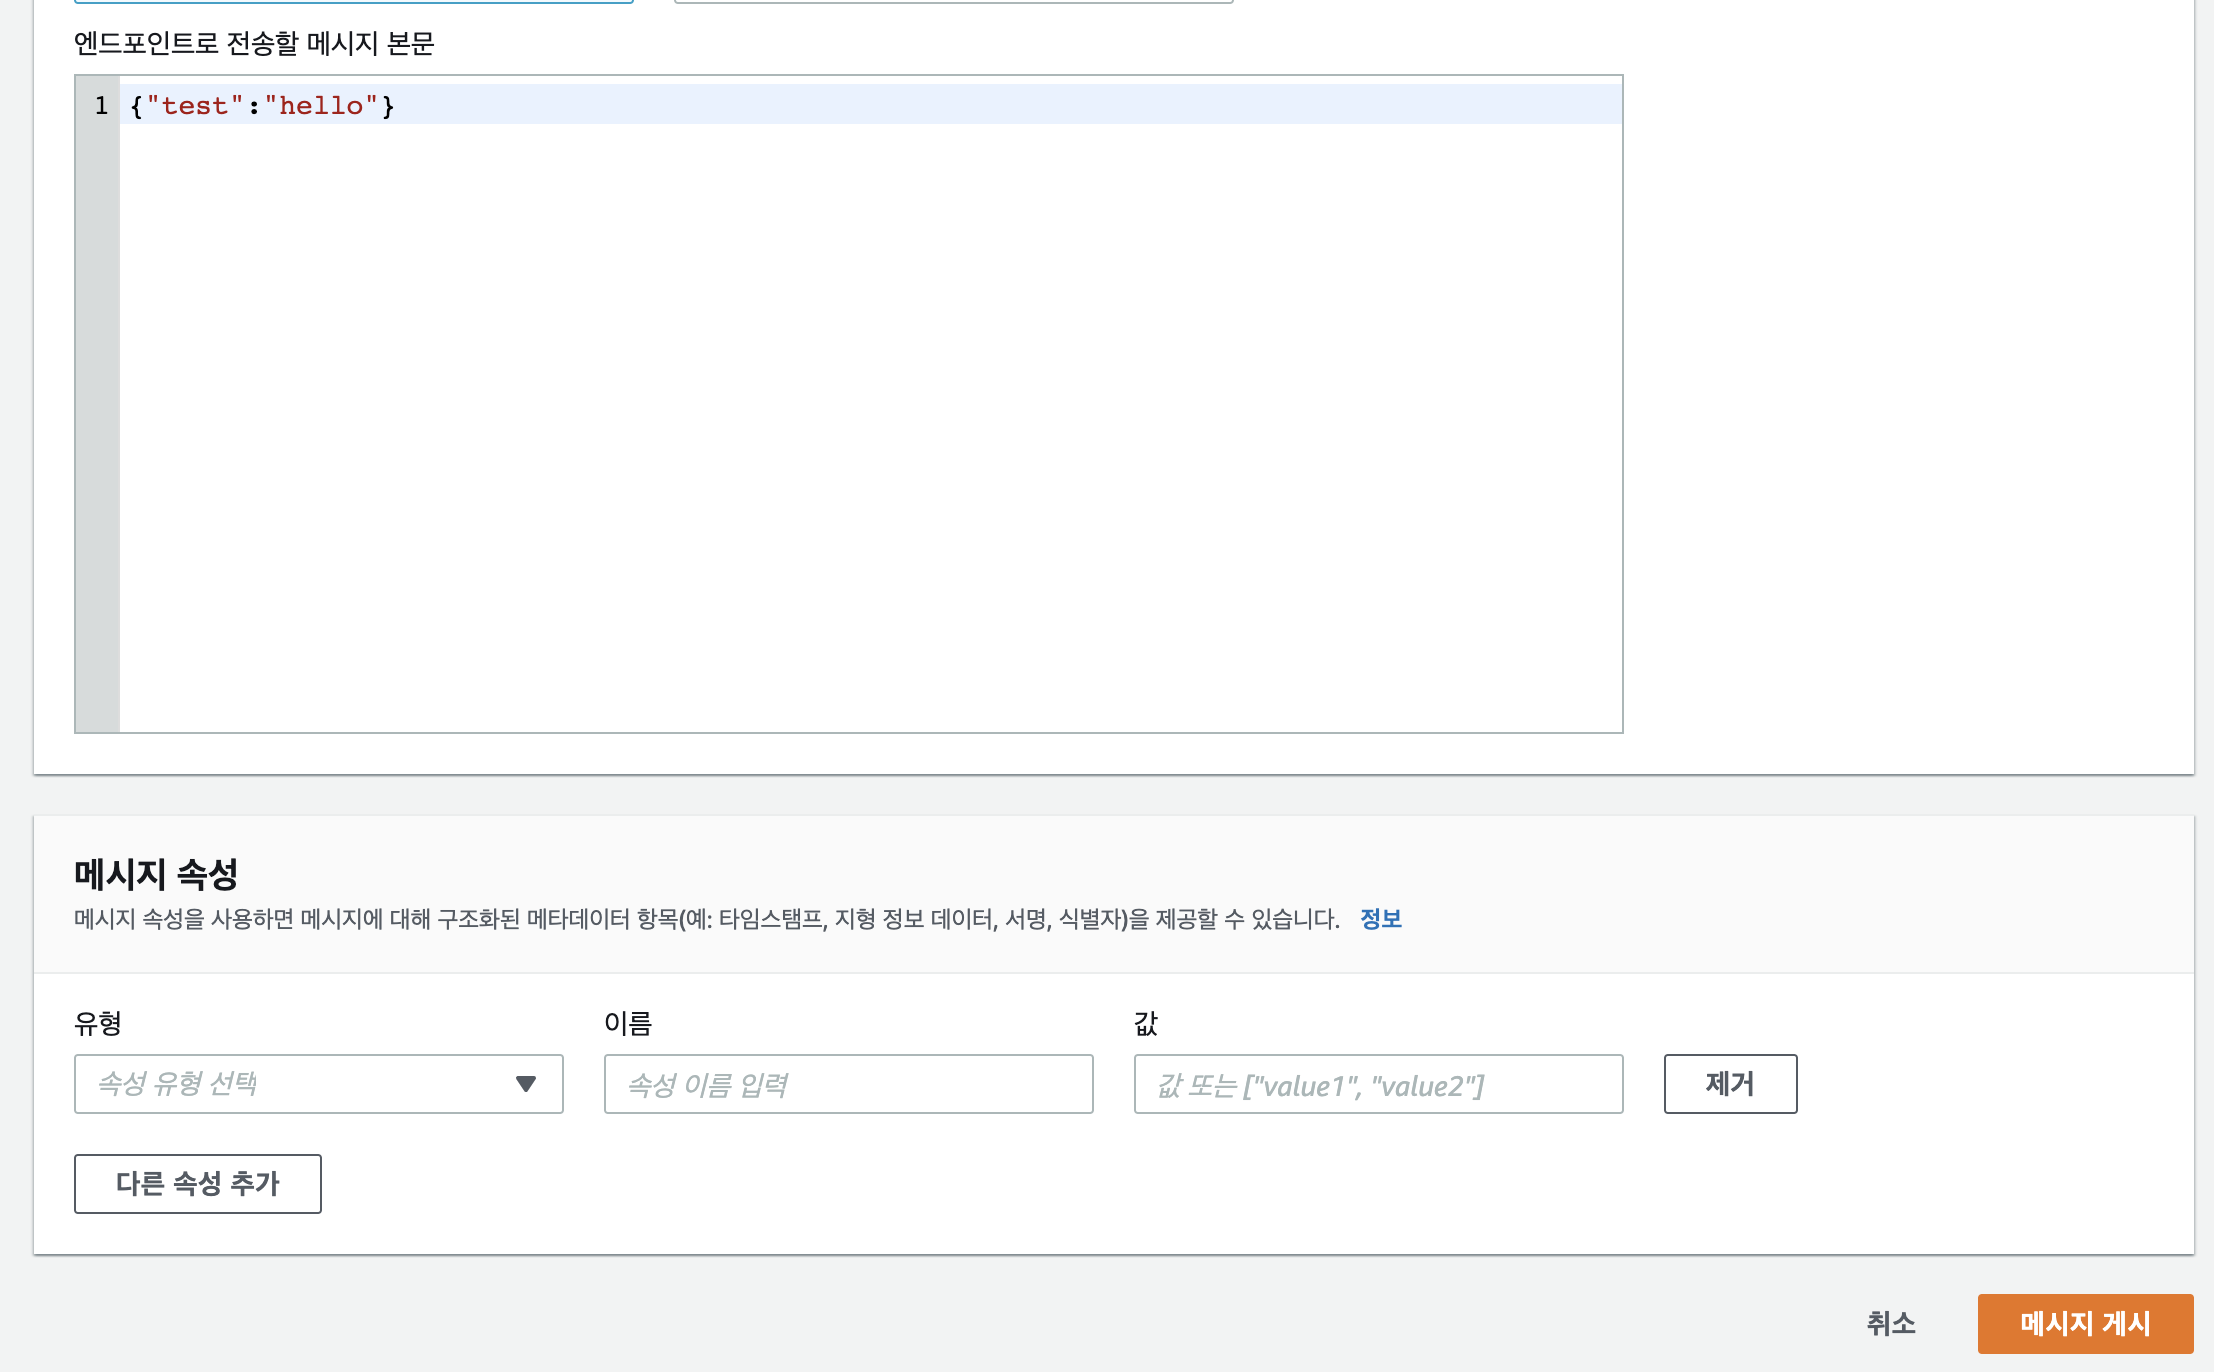 엔드포인트로 전송할 메시지 본문
1 {"test":"hello"}
메시지 속성
메시지 속성을 사용하면 메시지에 대해 구조화된 메타데이터 항목(예: 타임스탬프, 지형 정보 데이터, 서명, 식별자)을 제공할 수 있습니다. 정보
유형 이름 값
속성 유형 선택 속성 이름 입력 값 또는 ["value1", "value2"] 제거
다른 속성 추가
취소 메시지 게시